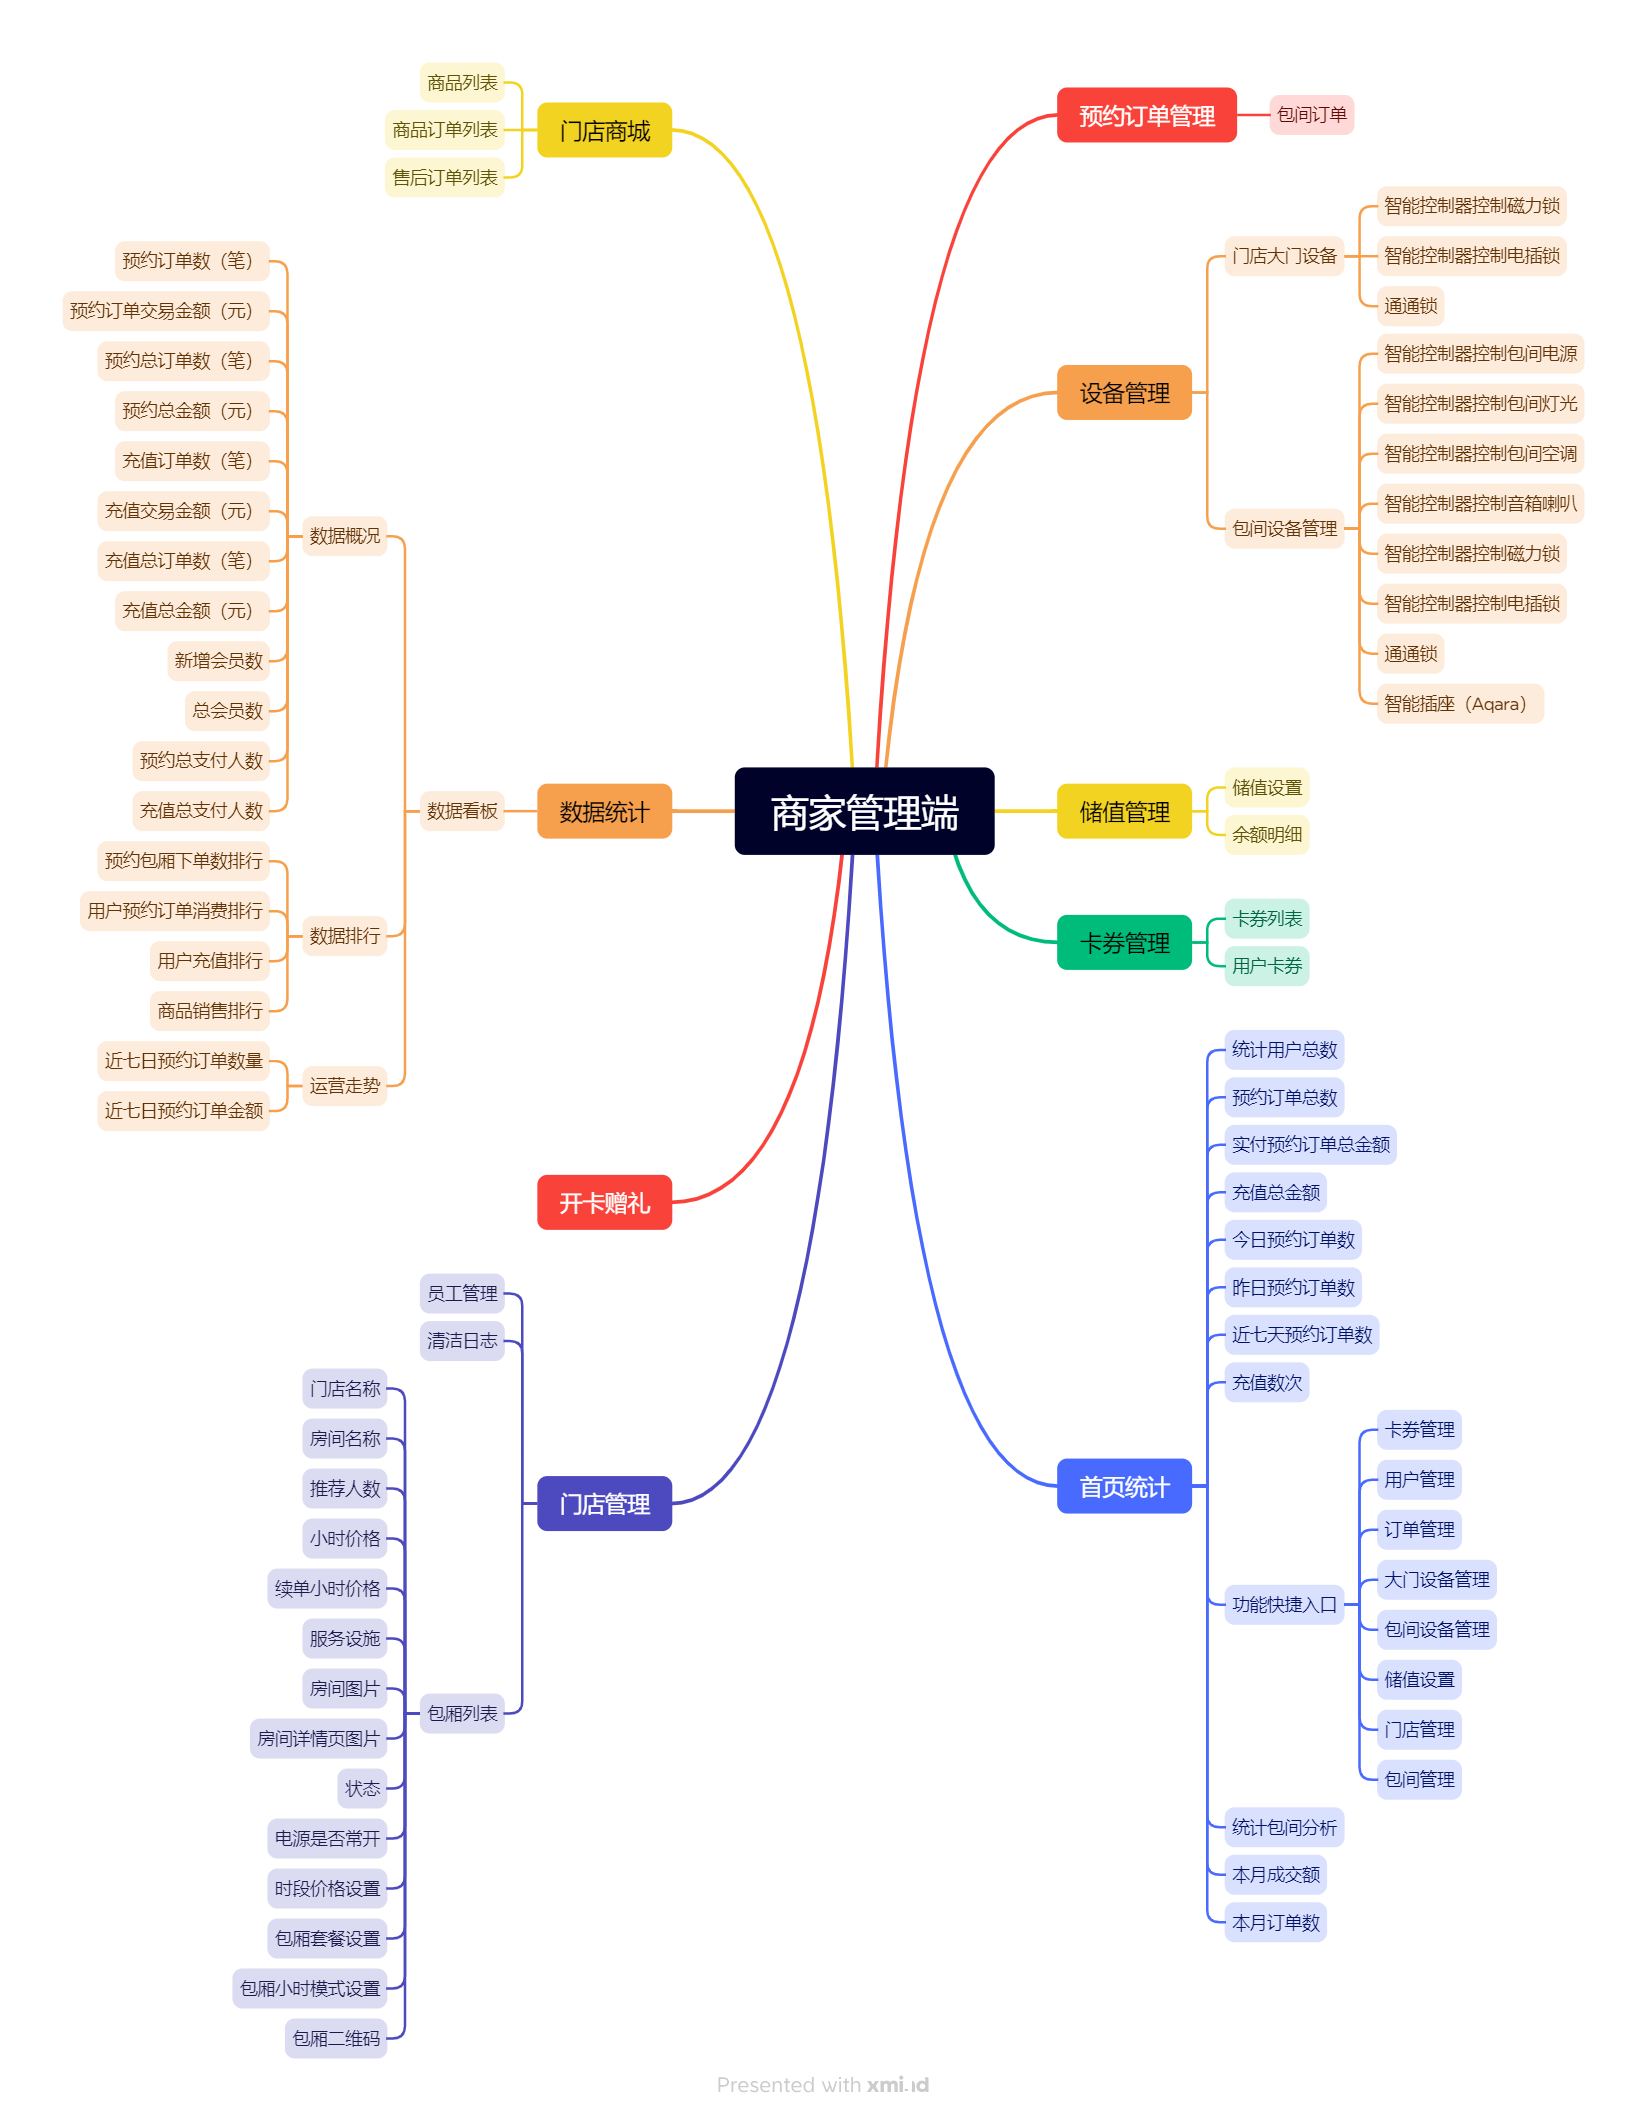 商家管理端
预约订单管理
包间订单
设备管理
门店大门设备
智能控制器控制磁力锁
智能控制器控制电插锁
通通锁
包间设备管理
智能控制器控制包间电源
智能控制器控制包间灯光
智能控制器控制包间空调
智能控制器控制音箱喇叭
智能控制器控制磁力锁
智能控制器控制电插锁
通通锁
智能插座（Aqara）
储值管理
储值设置
余额明细
卡券管理
卡券列表
用户卡券
首页统计
统计用户总数
预约订单总数
实付预约订单总金额
充值总金额
今日预约订单数
昨日预约订单数
近七天预约订单数
充值数次
功能快捷入口
卡券管理
用户管理
订单管理
大门设备管理
包间设备管理
储值设置
门店管理
包间管理
统计包间分析
本月成交额
本月订单数
门店商城
商品列表
商品订单列表
售后订单列表
数据统计
数据看板
数据概况
预约订单数（笔）
预约订单交易金额（元）
预约总订单数（笔）
预约总金额（元）
充值订单数（笔）
充值交易金额（元）
充值总订单数（笔）
充值总金额（元）
新增会员数
总会员数
预约总支付人数
充值总支付人数
数据排行
预约包厢下单数排行
用户预约订单消费排行
用户充值排行
商品销售排行
运营走势
近七日预约订单数量
近七日预约订单金额
开卡赠礼
门店管理
员工管理
清洁日志
包厢列表
门店名称
房间名称
推荐人数
小时价格
续单小时价格
服务设施
房间图片
房间详情页图片
状态
电源是否常开
时段价格设置
包厢套餐设置
包厢小时模式设置
包厢二维码
Presented with xmind